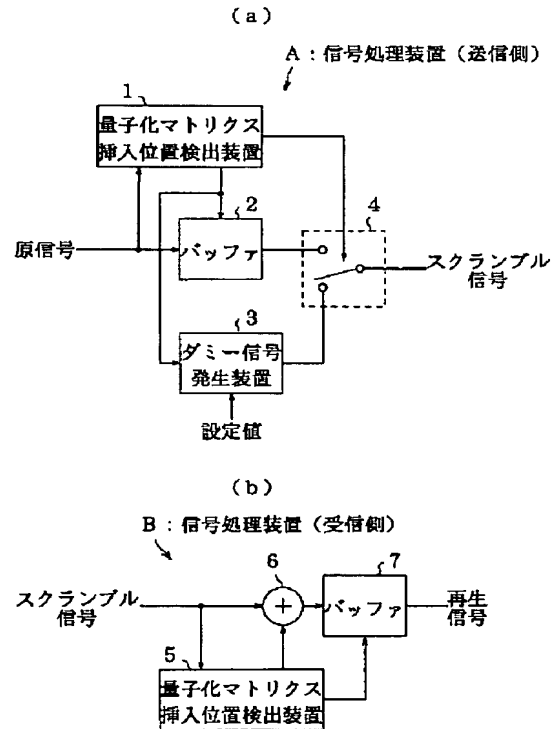 (a)
A:信号処理装置(送信側)
1
量子化マトリクス
挿入位置検出装置
2
4
原信号
バッファ
スクランブル
信号
3
ダミー信号
発生装置
設定値
(b)
B:信号処理装置(受信側)
6
7
スクランブル
信号
+
バッファ
再生
信号
5
量子化マトリクス
挿入位置検出装置